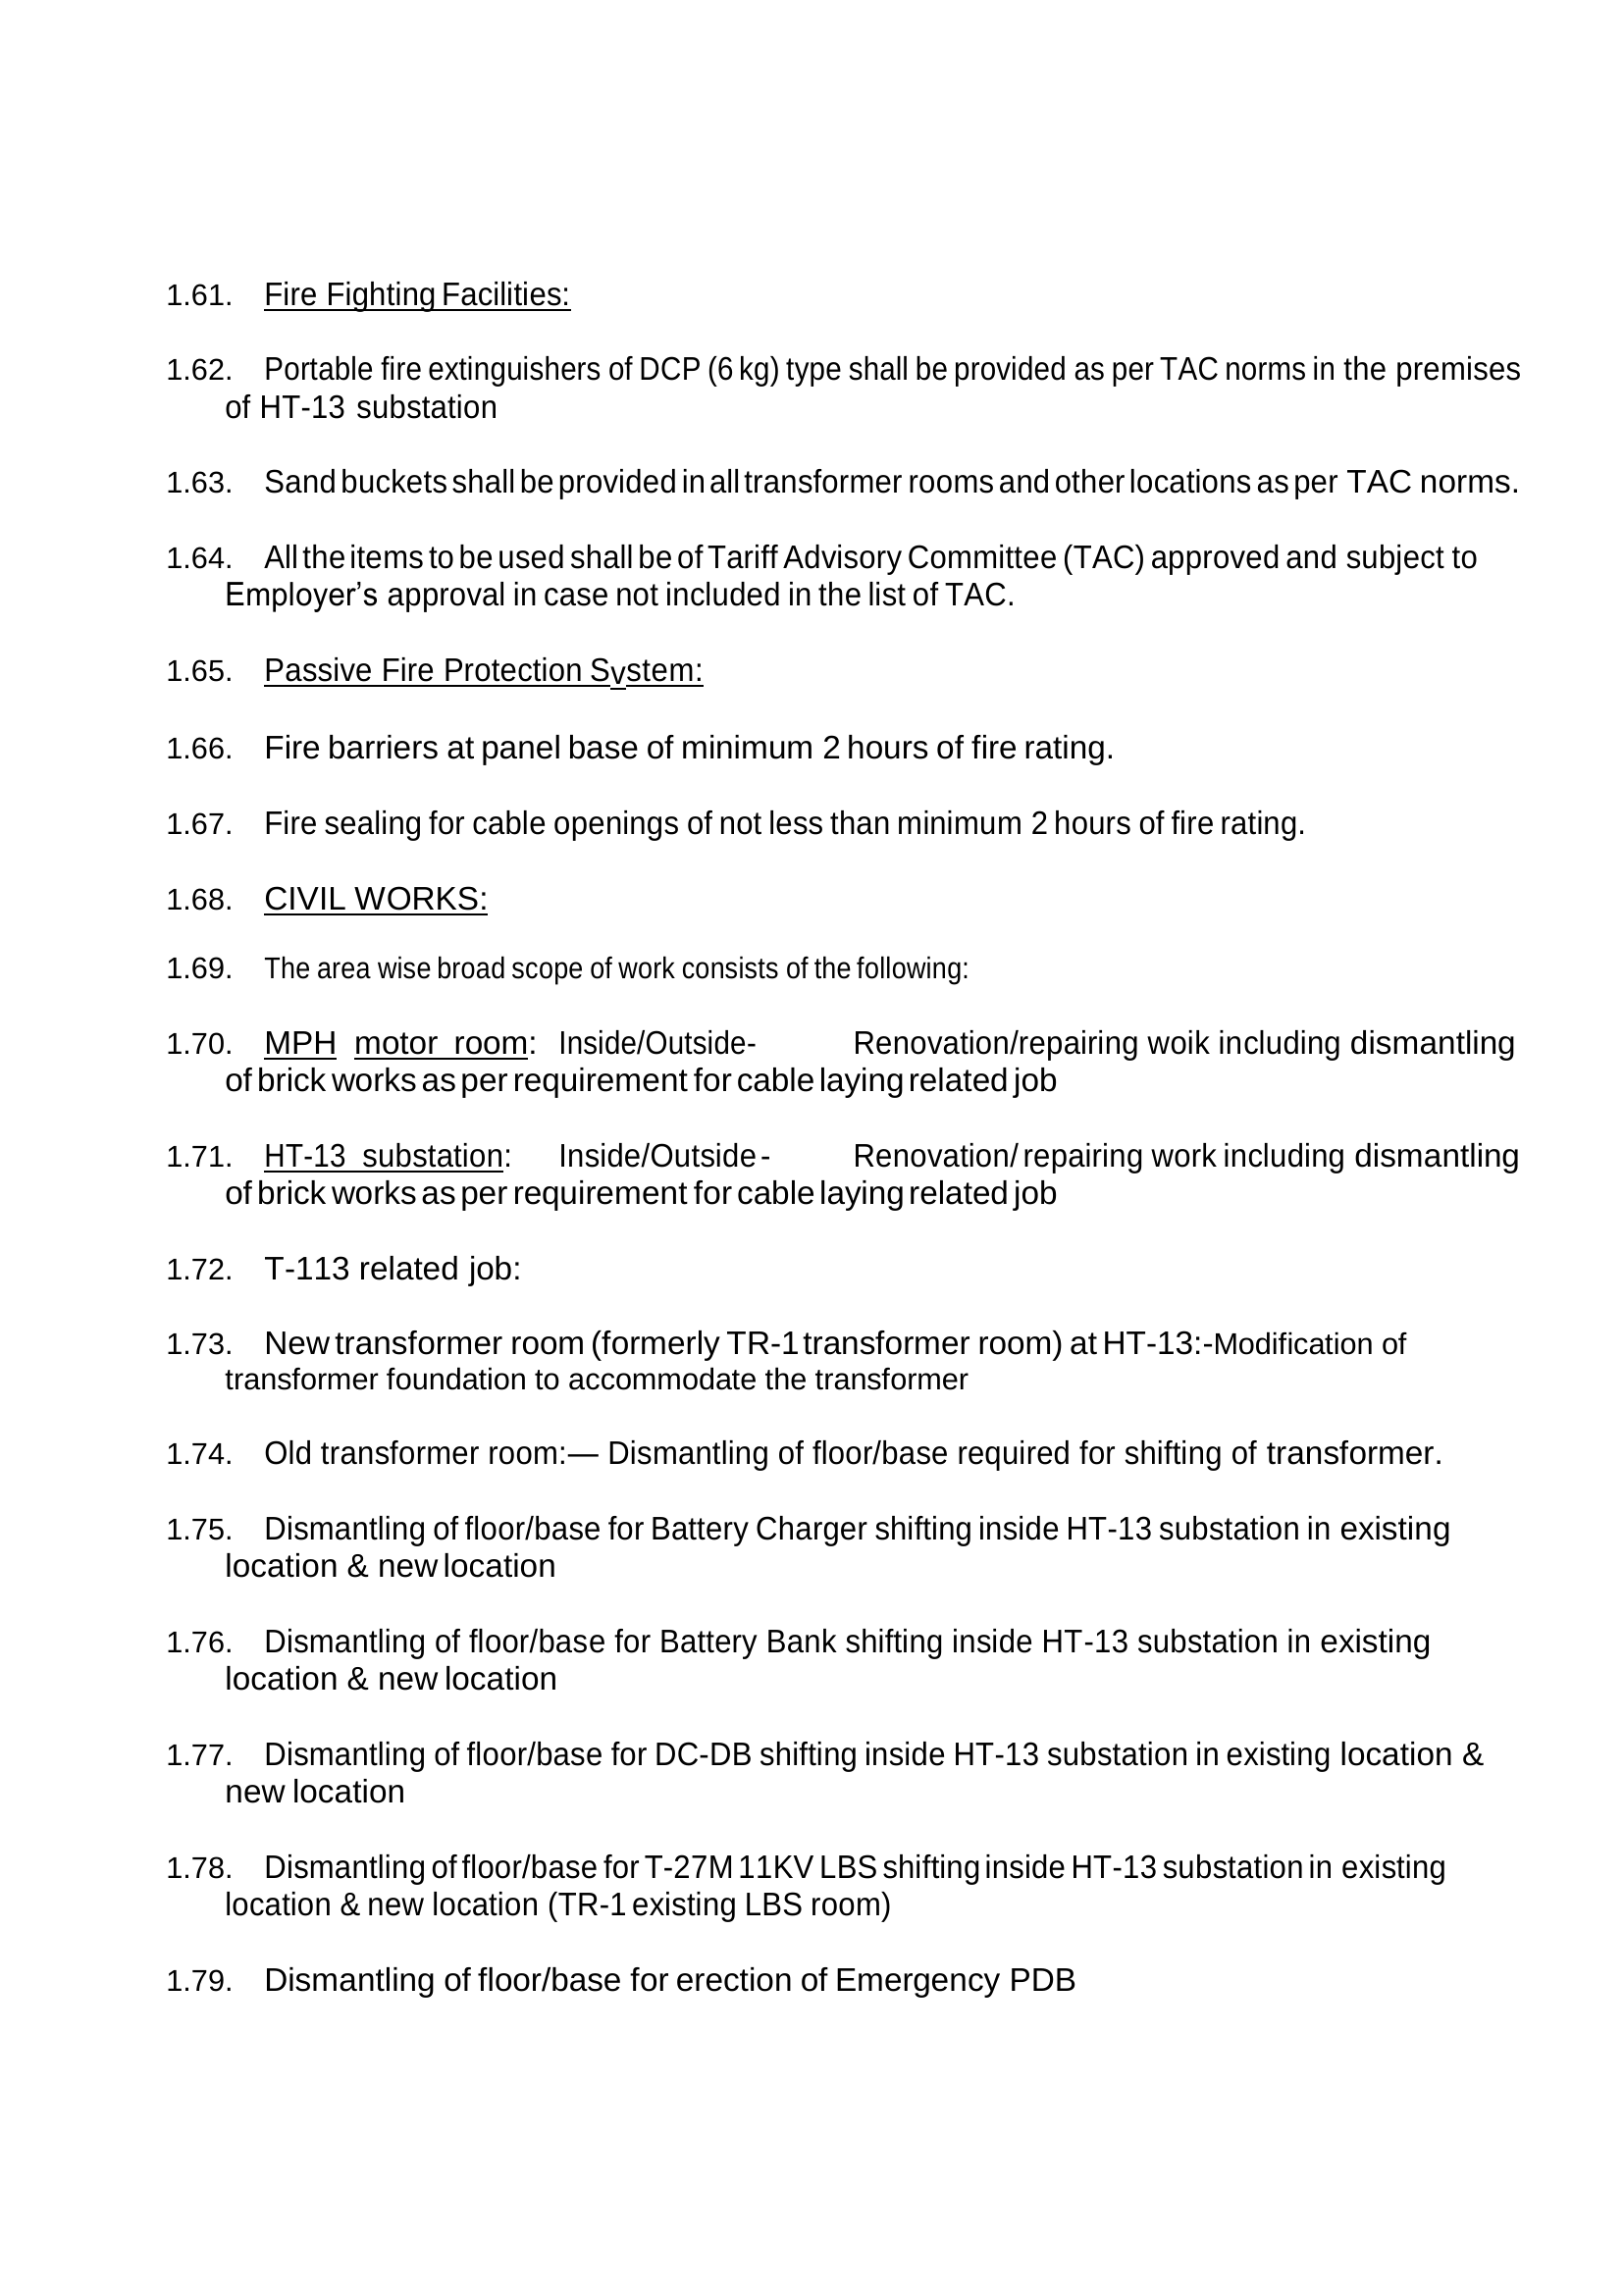 1.61. Fire Fighting Facilities:
1.62. Portable fire extinguishers of DCP (6 kg) type shall be provided as per TAC norms in the premises
of HT-13 substation
1.63. Sand buckets shall be provided in all transformer rooms and other locations as per TAC norms.
1.64. All the items to be used shall be of Tariff Advisory Committee (TAC) approved and subject to
Employer’s approval in case not included in the list of TAC.
1.65. Passive Fire Protection Svstem:
1.66. Fire barriers at panel base of minimum 2 hours of fire rating.
1.67. Fire sealing for cable openings of not less than minimum 2 hours of fire rating.
1.68. CIVIL WORKS:
1.69. The area wise broad scope of work consists of the following:
1.70. MPH motor room: Inside/Outside- Renovation/repairing woik including dismantling
of brick works as per requirement for cable laying related job
1.71. HT-13 substation: Inside/Outside- Renovation/ repairing work including dismantling
of brick works as per requirement for cable laying related job
1.72. T-113 related job:
1.73. New transformer room (formerly TR-1 transformer room) at HT-13:-Modification of
transformer foundation to accommodate the transformer
1.74. Old transformer room:— Dismantling of floor/base required for shifting of transformer.
1.75. Dismantling of floor/base for Battery Charger shifting inside HT-13 substation in existing
location & new location
1.76. Dismantling of floor/base for Battery Bank shifting inside HT-13 substation in existing
location & new location
1.77. Dismantling of floor/base for DC-DB shifting inside HT-13 substation in existing location &
new location
1.78. Dismantling of floor/base for T-27M 11KV LBS shifting inside HT-13 substation in existing
location & new location (TR-1 existing LBS room)
1.79. Dismantling of floor/base for erection of Emergency PDB